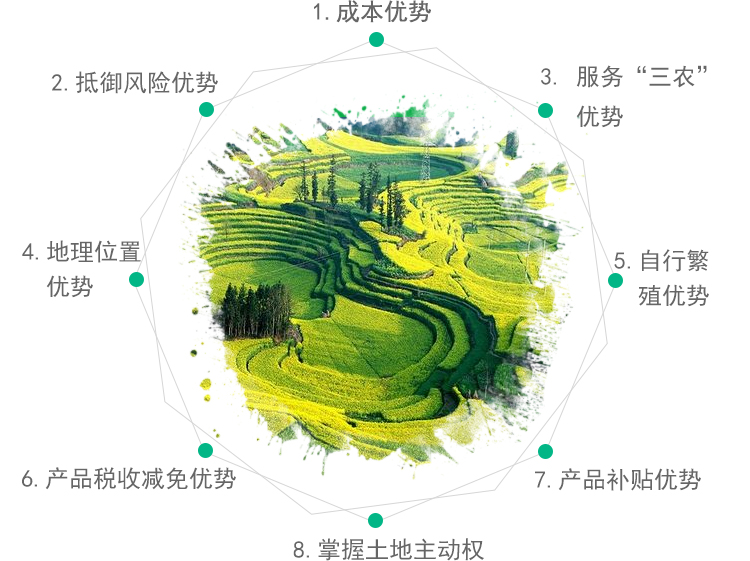 1. 成本优势
2. 抵御风险优势
3. 服务“三农”
优势
4. 地理位置
优势
5. 自行繁
殖优势
6. 产品税收减免优势
7. 产品补贴优势
8. 掌握土地主动权